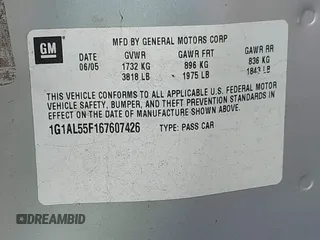 GM
MFD BY GENERAL MOTORS CORP
DATE GVWR GAWR FRT GAWR RR
06/05 1732 KG 896 KG 836 KG
3818 LB 1975 LB 1843 LB
THIS VEHICLE CONFORMS TO ALL APPLICABLE U.S. FEDERAL MOTOR
VEHICLE SAFETY, BUMPER, AND THEFT PREVENTION STANDARDS IN
EFFECT ON THE DATE OF MANUFACTURE SHOWN ABOVE.
1G1AL55F167607426 TYPE: PASS CAR
DREAMBID